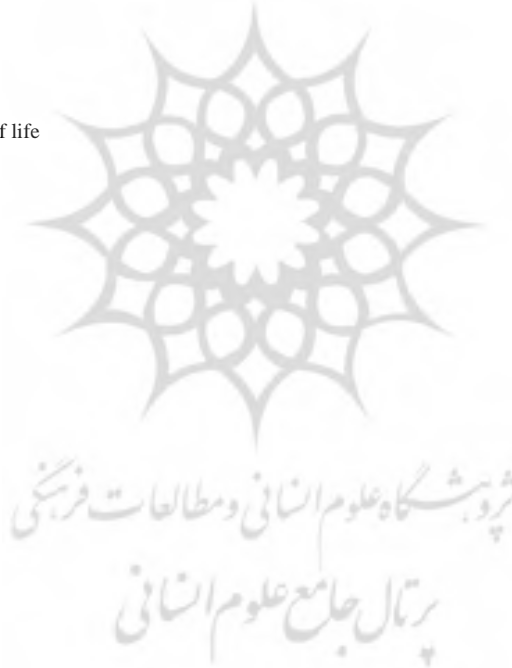 f life
پژوهشگاه علوم انسانی و مطالعات فرهنگی
پرتال جامع علوم انسانی